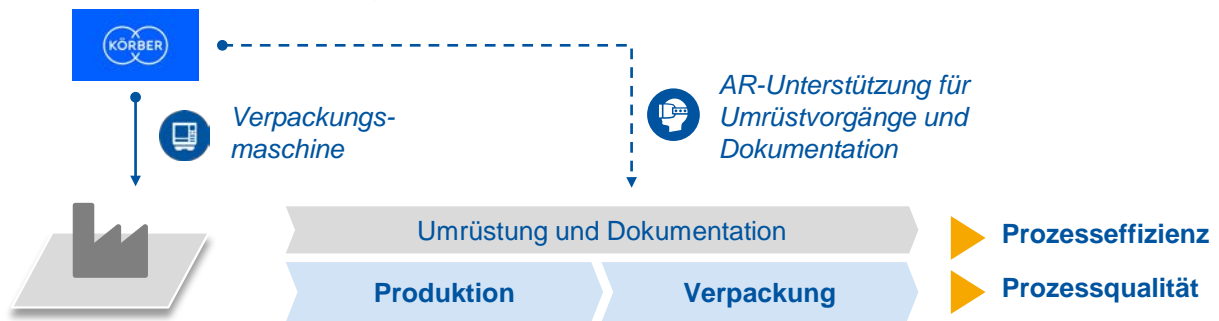 KÖRBER
Verpackungs-
maschine
AR-Unterstützung für
Umrüstvorgänge und
Dokumentation
Umrüstung und Dokumentation
Produktion
Verpackung
Prozesseffizienz
Prozessqualität